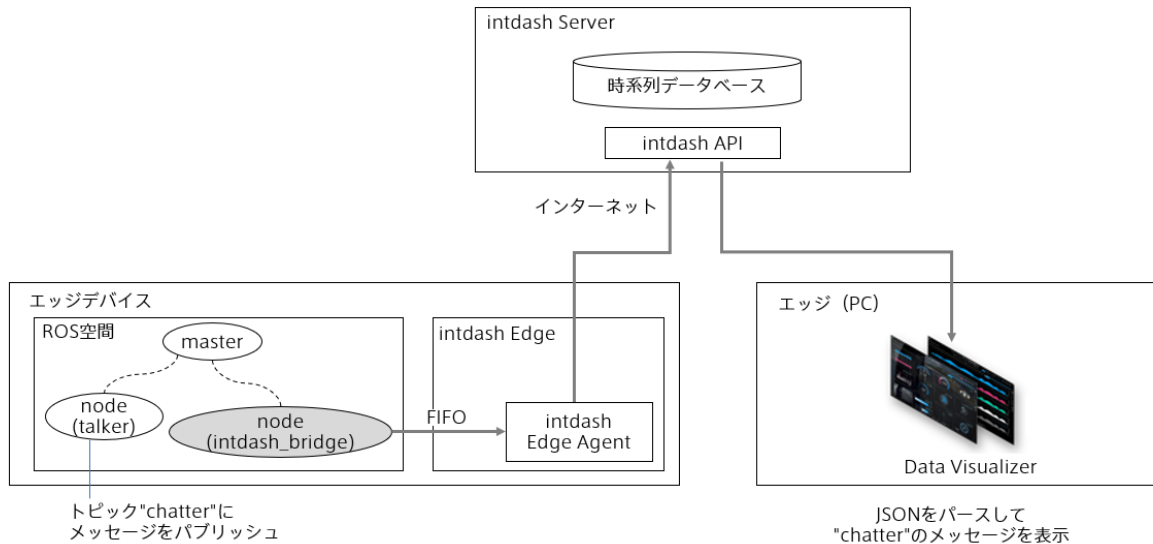 intdash Server
時系列データベース
intdash API
インターネット
エッジデバイス
ROS空間
master
node
(talker)
node
(intdash_bridge)
FIFO
intdash Edge
intdash
Edge Agent
トピック"chatter"に
メッセージをパブリッシュ
エッジ（PC）
Data Visualizer
JSONをパースして
"chatter"のメッセージを表示